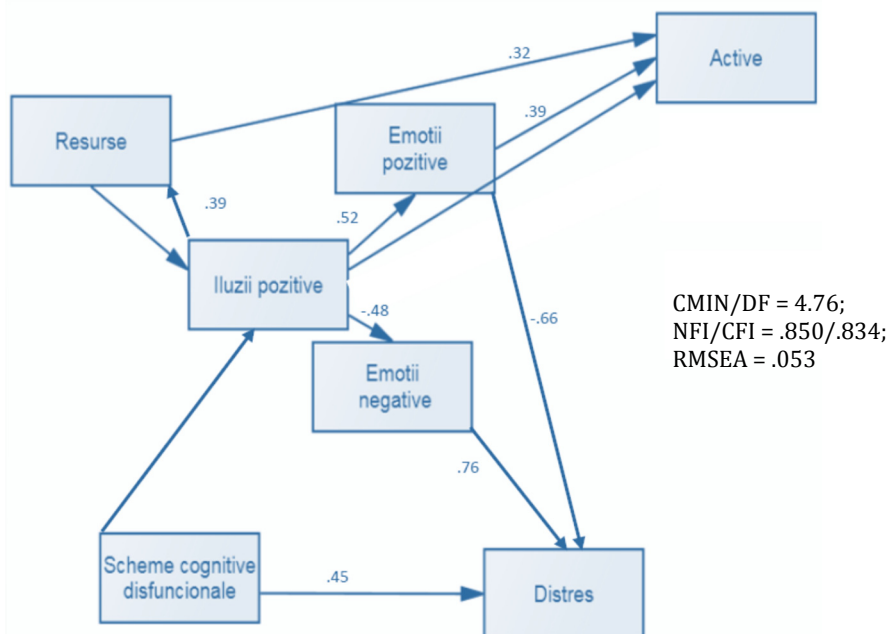 Active
.32
Resurse
Emotii
pozitive
.39
.39
.52
Iluzii pozitive
-.48
-.66
CMIN/DF = 4.76;
NFI/CFI = .850/.834;
RMSEA = .053
Emotii
negative
.76
Scheme cognitive
disfuncionale
.45
Distres